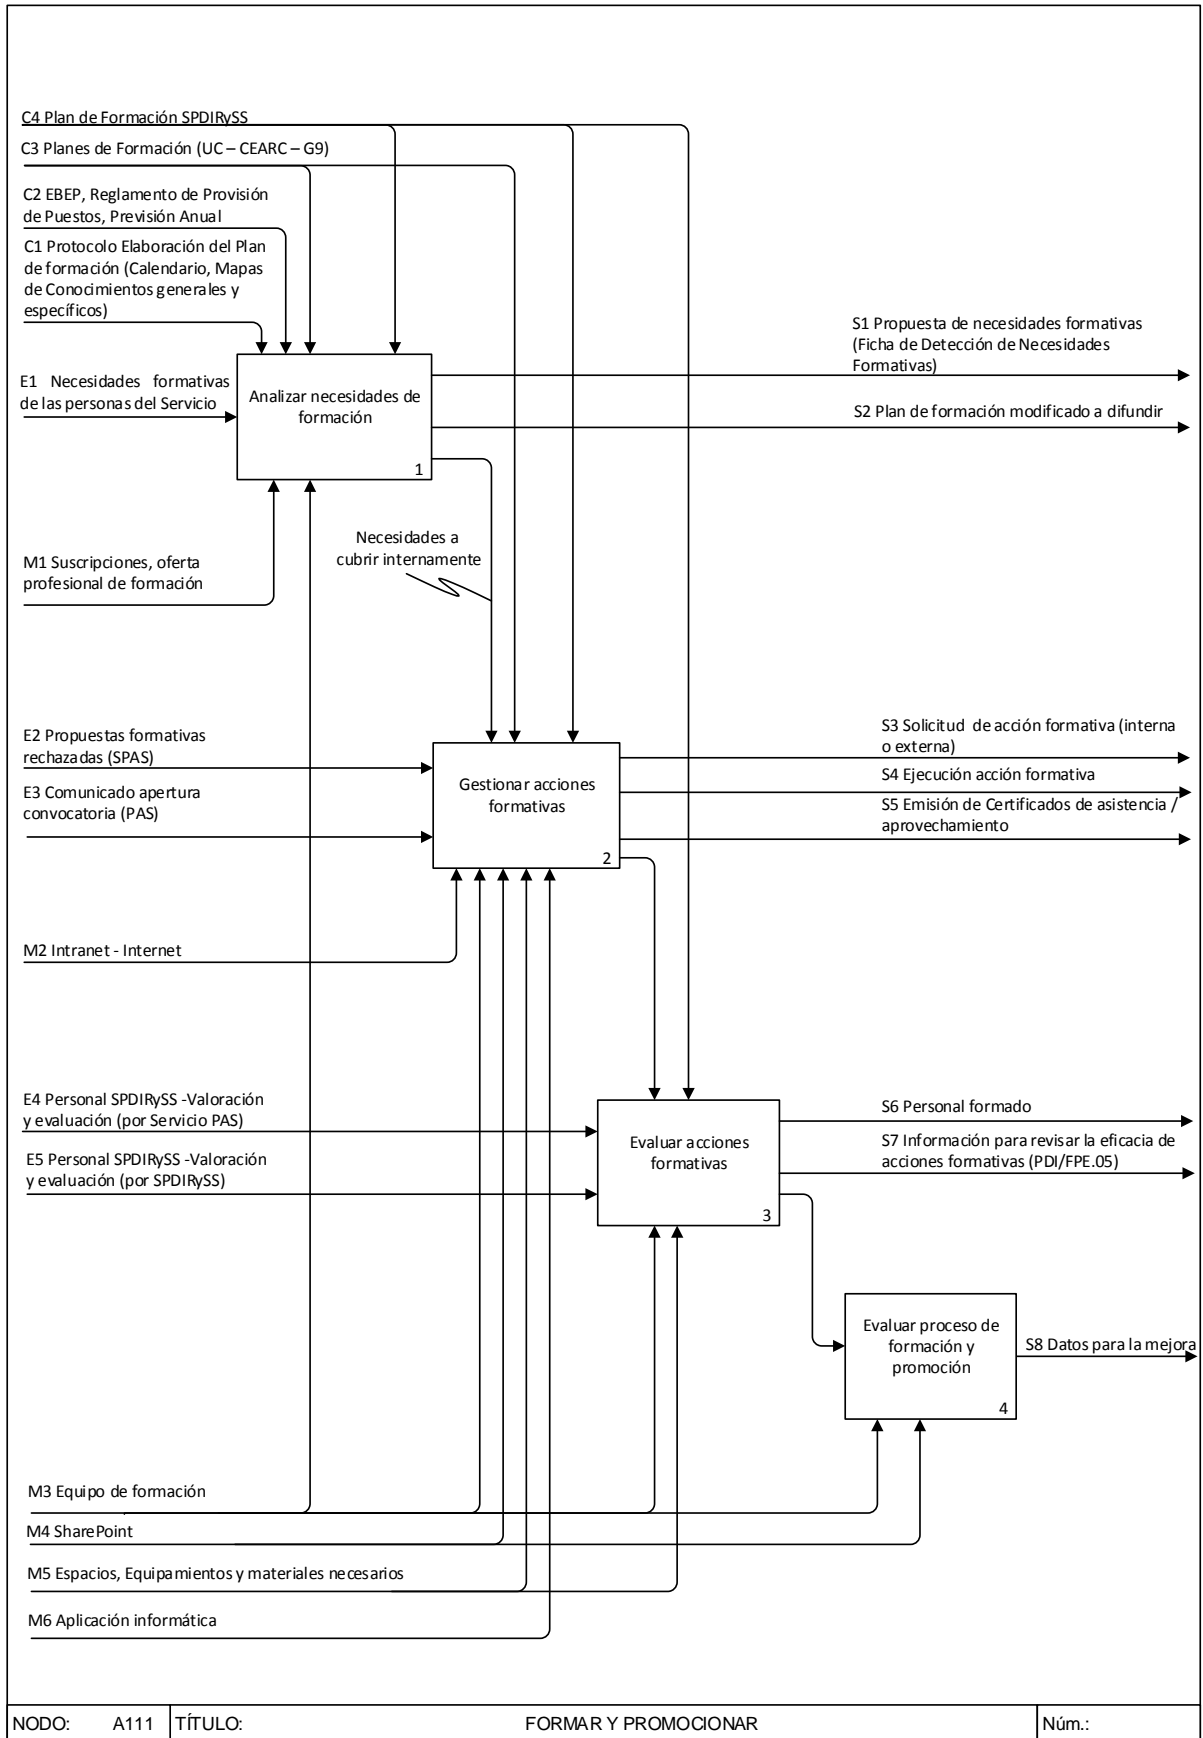 C4 Plan de Formación SPDIRySS
C3 Planes de Formación (UC – CEARC – G9)
C2 EBEP, Reglamento de Provisión
de Puestos, Previsión Anual
C1 Protocolo Elaboración del Plan
de formación (Calendario, Mapas
de Conocimientos generales y
específicos)
S1 Propuesta de necesidades formativas
(Ficha de Detección de Necesidades
Formativas)
E1 Necesidades formativas
de las personas del Servicio
Analizar necesidades de
formación
1
S2 Plan de formación modificado a difundir
M1 Suscripciones, oferta
profesional de formación
Necesidades a
cubrir internamente
E2 Propuestas formativas
rechazadas (SPAS)
E3 Comunicado apertura
convocatoria (PAS)
Gestionar acciones
formativas
2
S3 Solicitud de acción formativa (interna
o externa)
S4 Ejecución acción formativa
S5 Emisión de Certificados de asistencia /
aprovechamiento
M2 Intranet - Internet
E4 Personal SPDIRySS -Valoración
y evaluación (por Servicio PAS)
E5 Personal SPDIRySS -Valoración
y evaluación (por SPDIRySS)
Evaluar acciones
formativas
3
S6 Personal formado
S7 Información para revisar la eficacia de
acciones formativas (PDI/FPE.05)
Evaluar proceso de
formación y
promoción
4
S8 Datos para la mejora
M3 Equipo de formación
M4 SharePoint
M5 Espacios, Equipamientos y materiales necesarios
M6 Aplicación informática
NODO: A111 TÍTULO: FORMAR Y PROMOCIONAR Núm.: